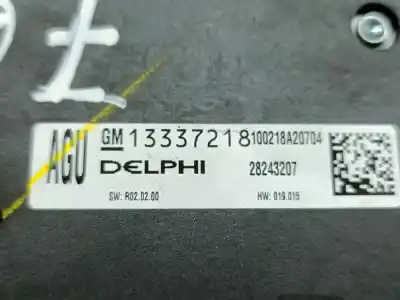 AGU GM 13337218 100218A20704
DELPHI 28243207
SW: R02.02.00 HW: 019.015